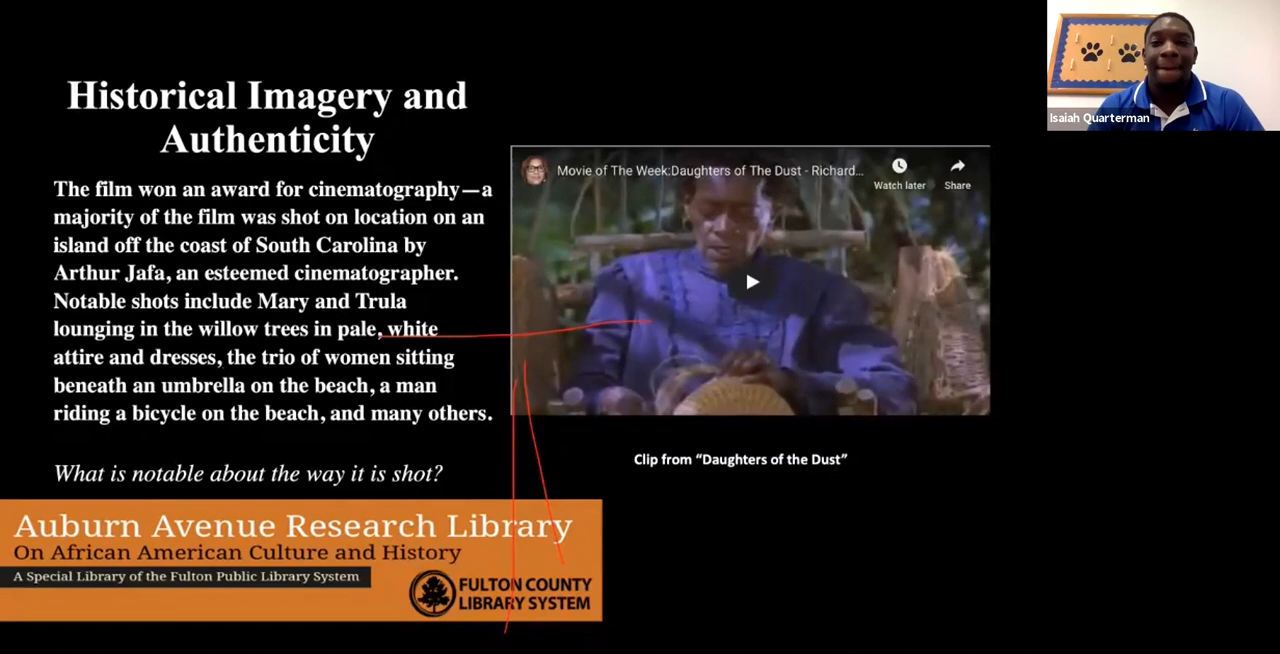 Historical Imagery and
Authenticity
The film won an award for cinematography—a
majority of the film was shot on location on an
island off the coast of South Carolina by
Arthur Jafa, an esteemed cinematographer.
Notable shots include Mary and Trula
lounging in the willow trees in pale, white
attire and dresses, the trio of women sitting
beneath an umbrella on the beach, a man
riding a bicycle on the beach, and many others.
What is notable about the way it is shot?
Movie of The Week:Daughters of The Dust - Richard...
Watch later
Share
Clip from “Daughters of the Dust”
Isaiah Quarterman
Auburn Avenue Research Library
On African American Culture and History
A Special Library of the Fulton Public Library System
FULTON COUNTY
LIBRARY SYSTEM